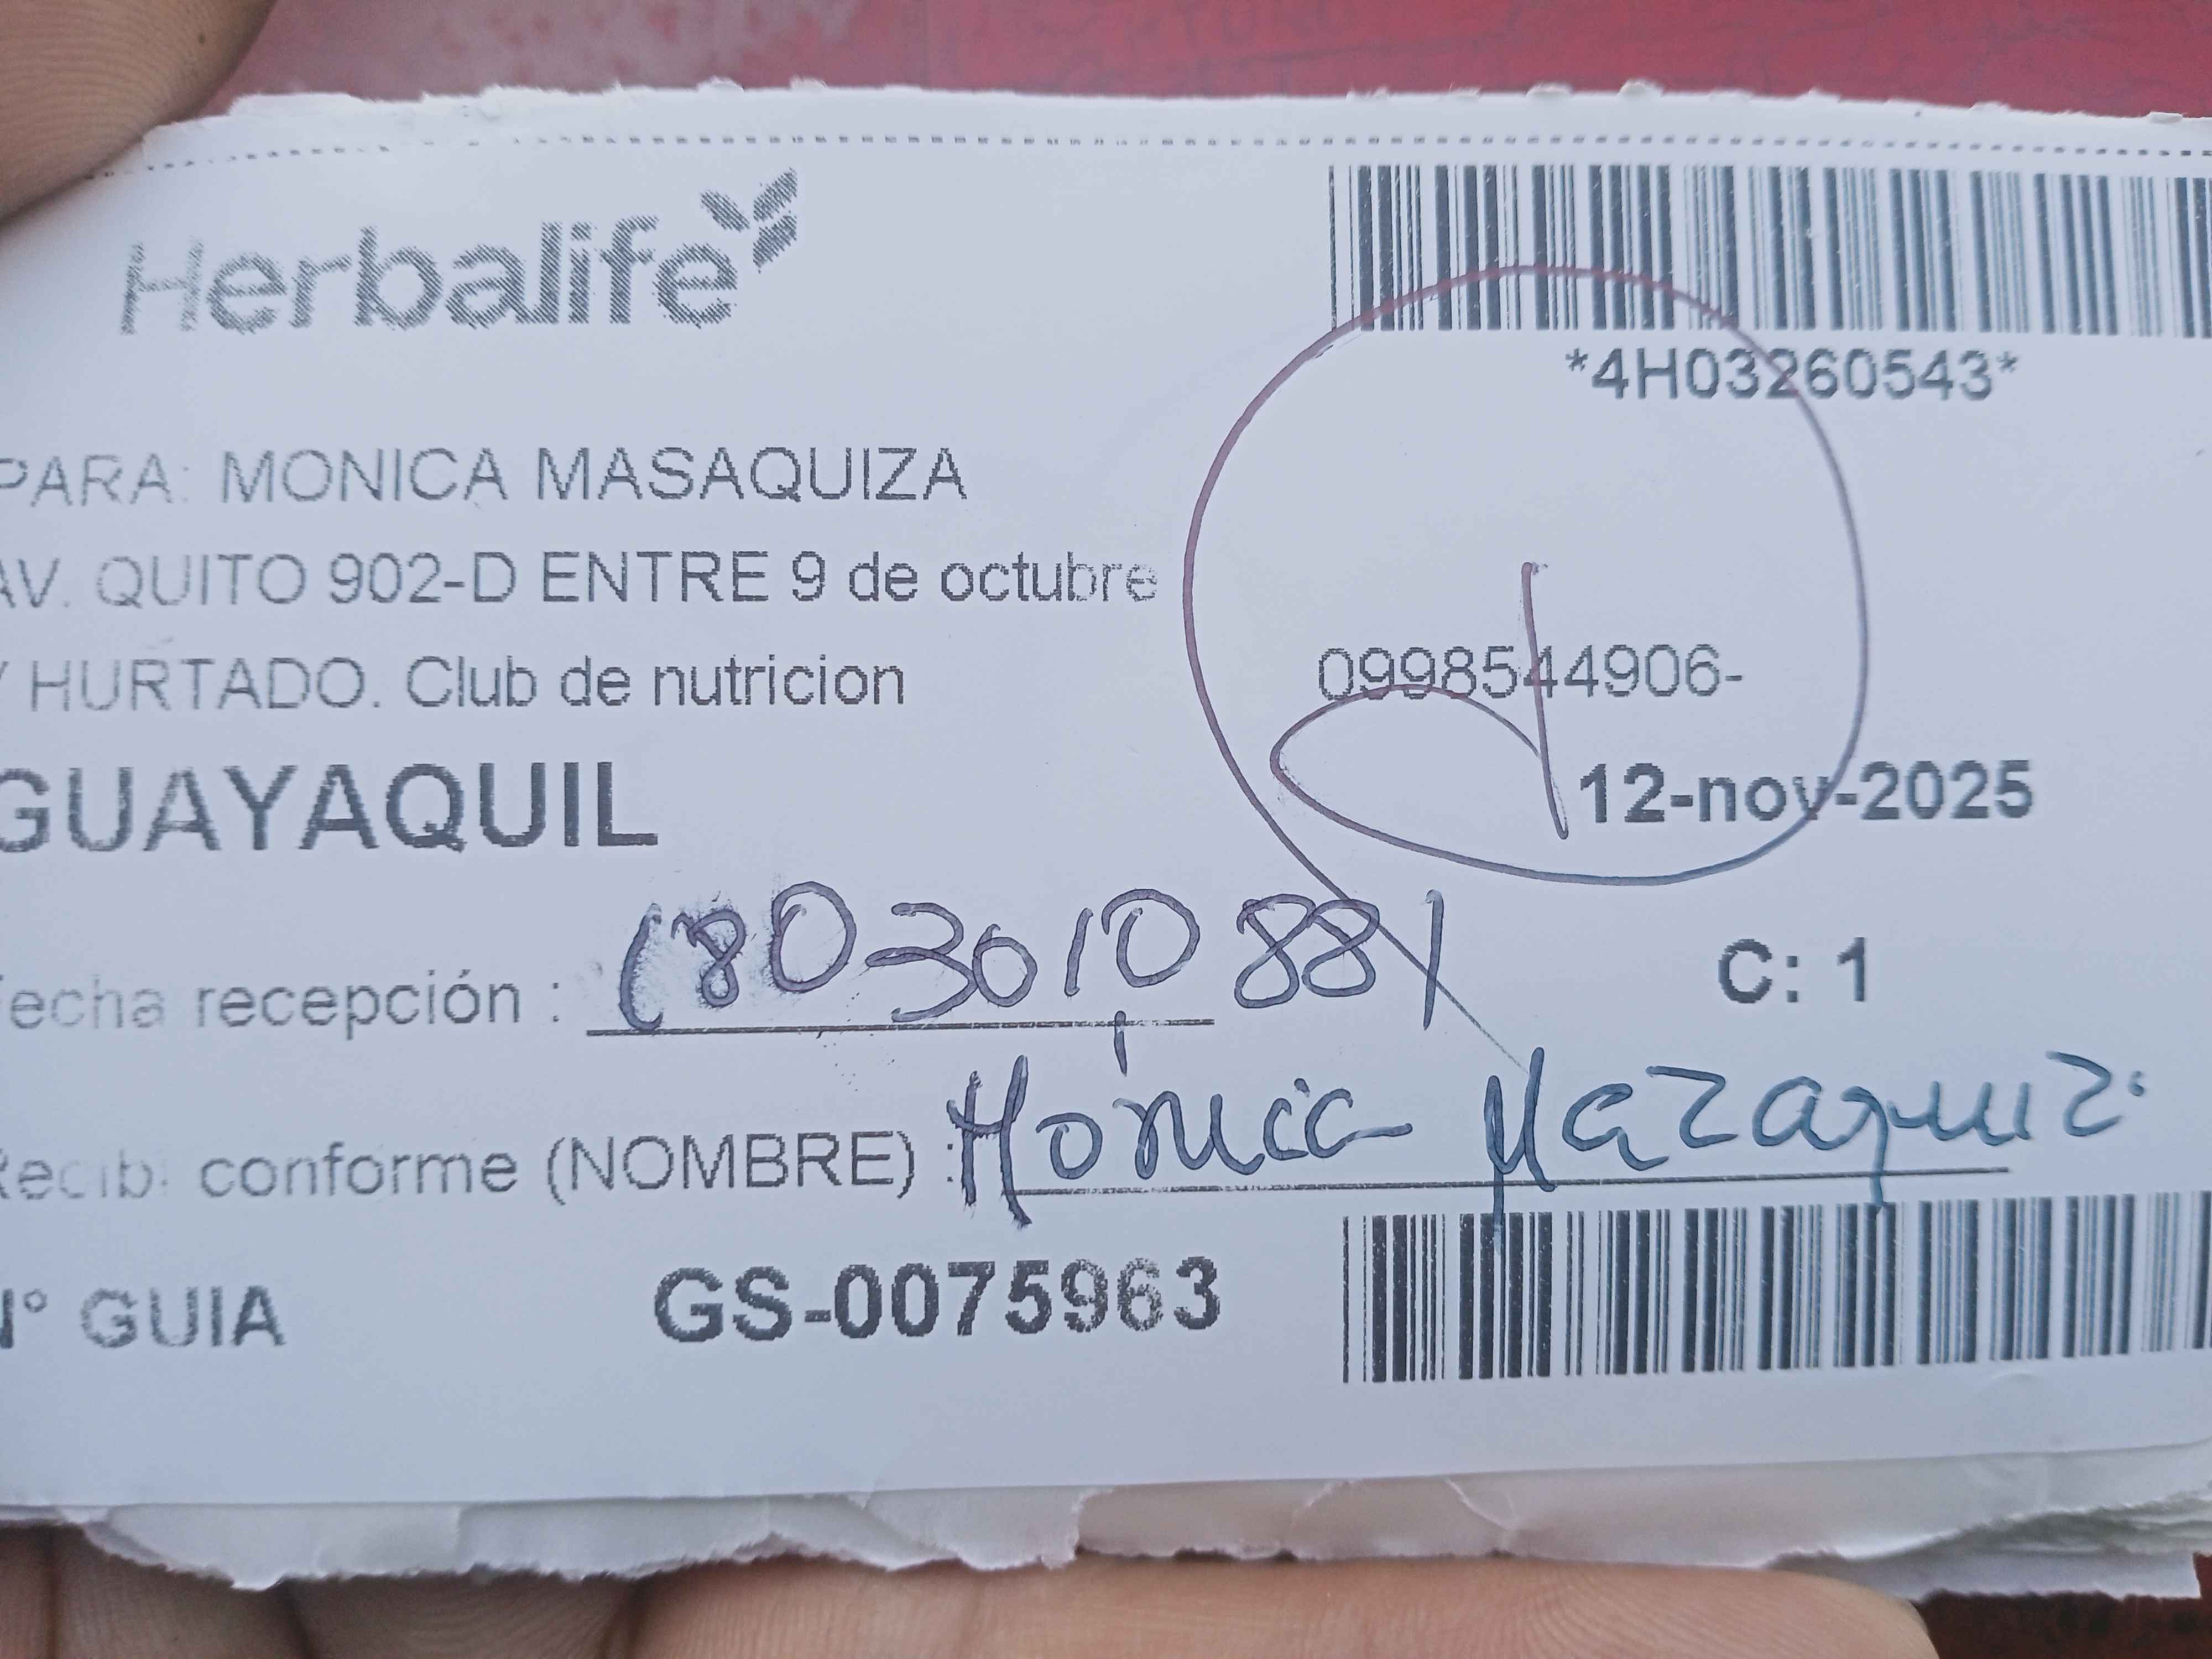 Herbalife
*4H03260543*
PARA: MONICA MASAQUIZA
AV. QUITO 902-D ENTRE 9 de octubre
Y HURTADO. Club de nutricion
0998544906-
GUAYAQUIL
12-nov-2025
Fecha recepción : 1803010881
C: 1
Recibi conforme (NOMBRE) : Mónica Mazaquiz.
N° GUIA GS-0075963